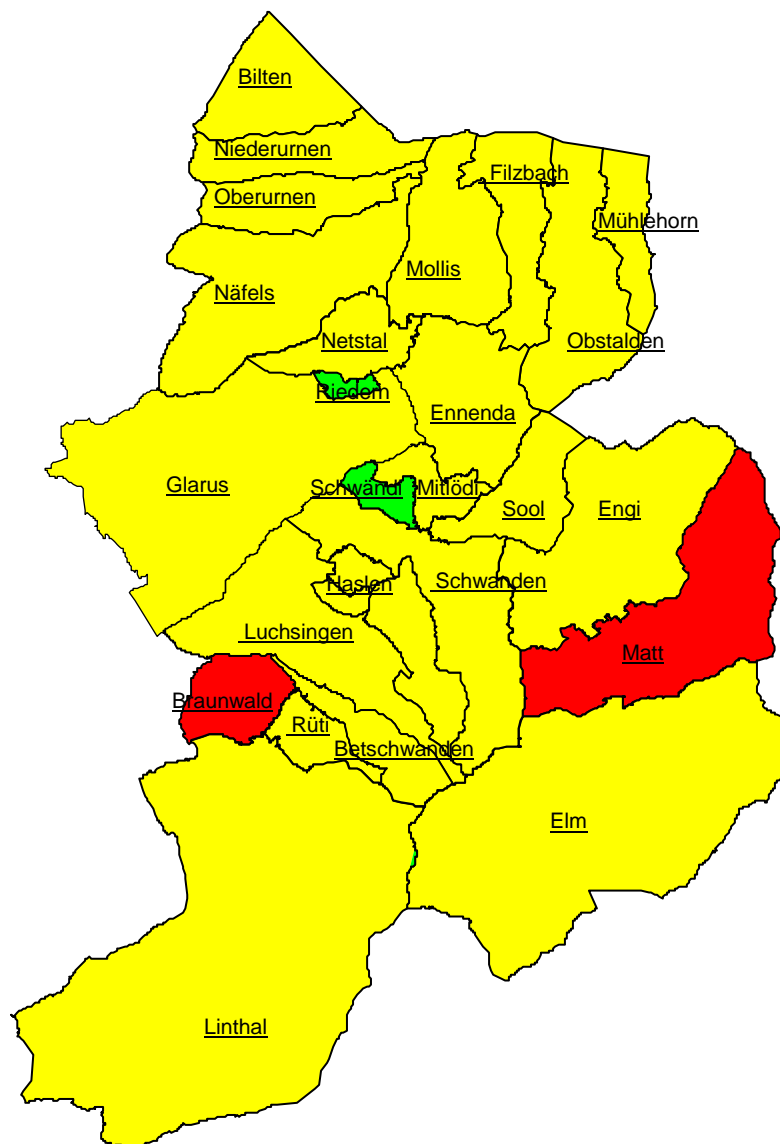 Bilten
Niederurnen
Filzbach
Oberurnen
Mühlehorn
Mollis
Näfels
Netstal
Obstalden
Riedern
Ennenda
Glarus
Schwändi
Mitlödi
Sool
Engi
Haslen
Schwanden
Luchsingen
Matt
Braunwald
Rüti
Betschwanden
Elm
Linthal